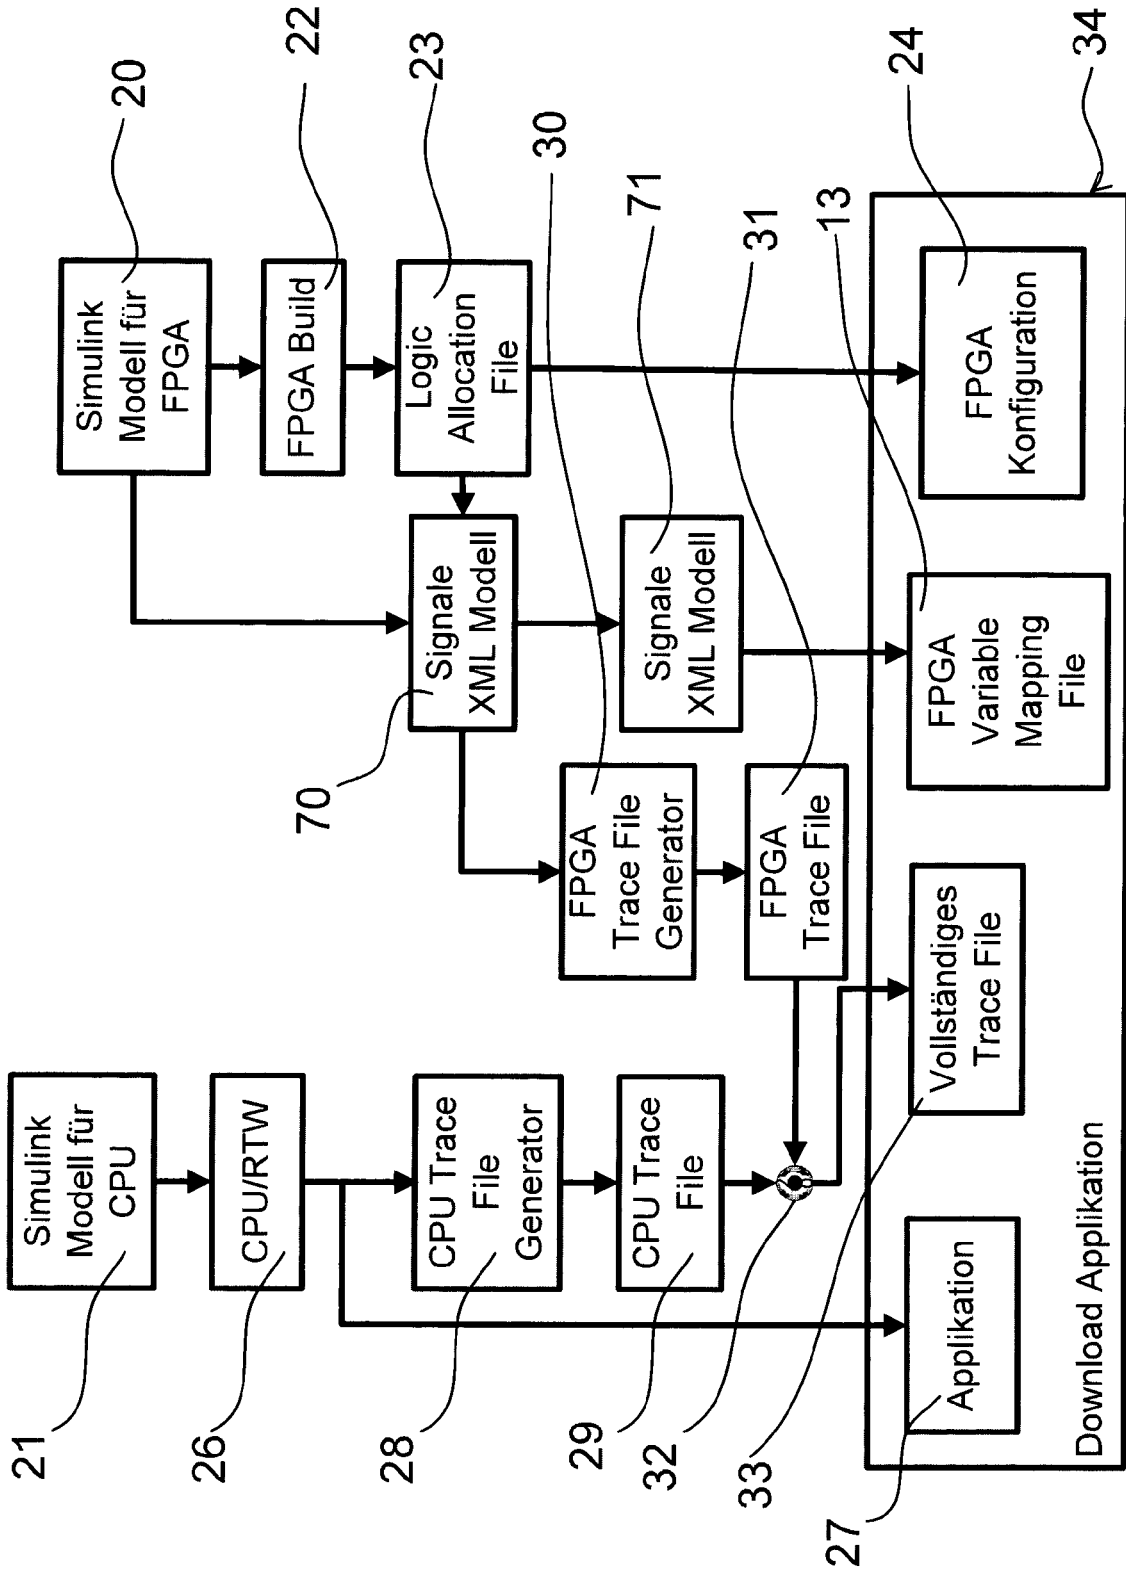 21
Simulink
Modell für
CPU
26
CPU/RTW
28
CPU Trace
File
Generator
29
CPU Trace
File
32
33
27
Applikation
Vollständiges
Trace File
Download Applikation
20
Simulink
Modell für
FPGA
22
FPGA Build
23
Logic
Allocation
File
70
Signale
XML Modell
71
Signale
XML Modell
30
FPGA
Trace File
Generator
31
FPGA
Trace File
13
FPGA
Variable
Mapping
File
24
FPGA
Konfiguration
34